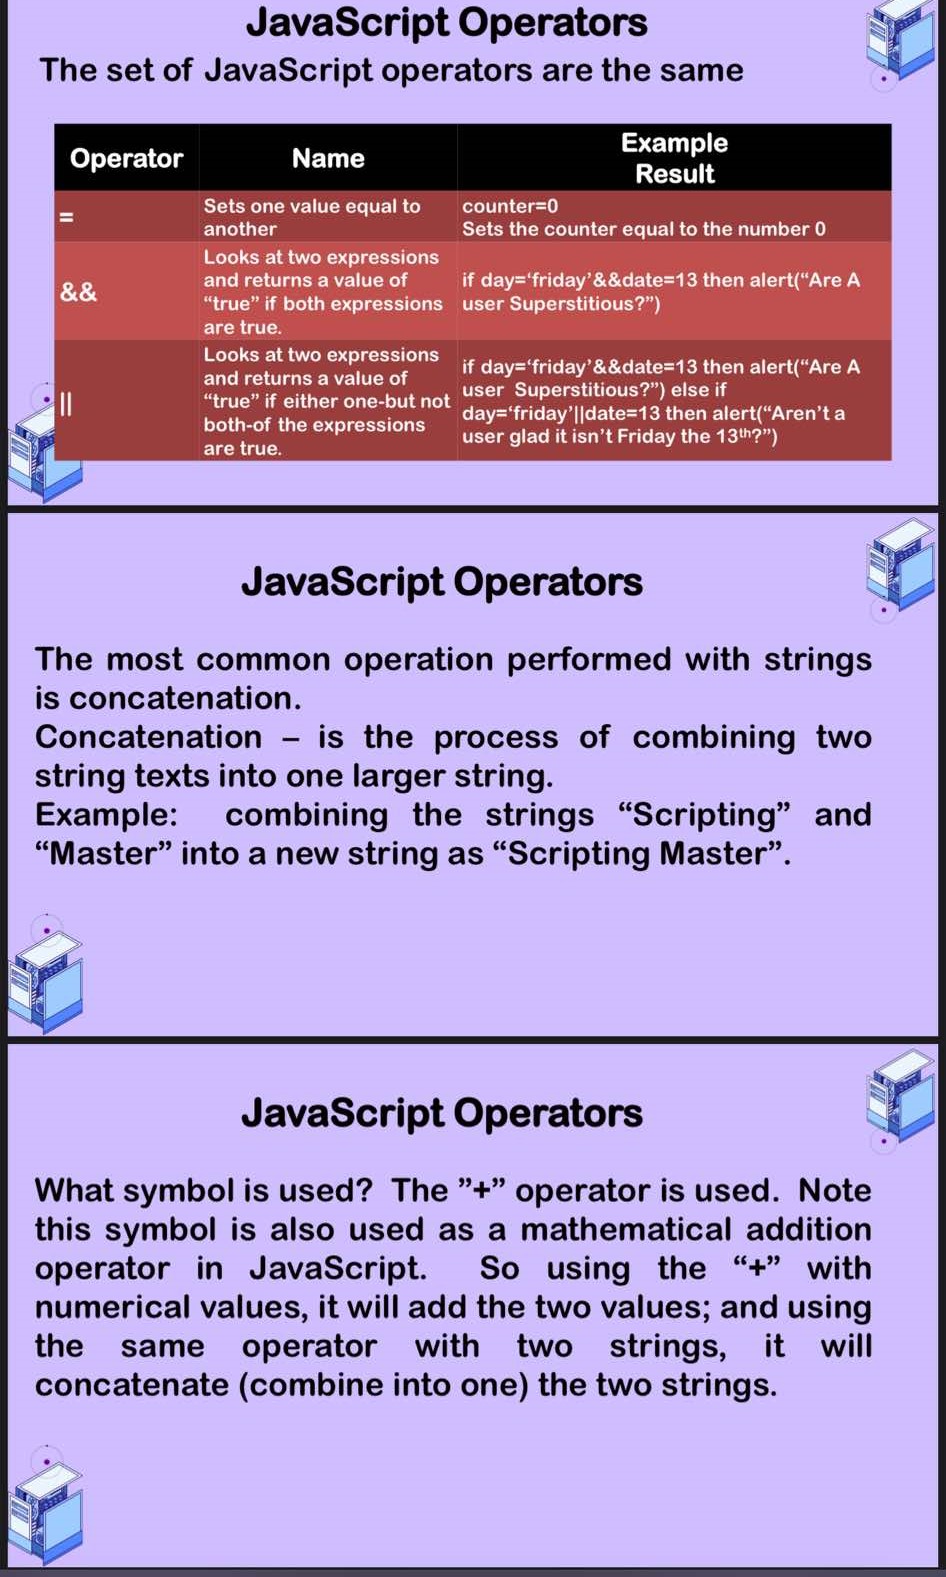 JavaScript Operators
The set of JavaScript operators are the same
Operator
Name
Example
Result
=
Sets one value equal to
another
counter=0
Sets the counter equal to the number 0
&&
Looks at two expressions
and returns a value of
“true” if both expressions
are true.
if day=‘friday’&&date=13 then alert(“Are A
user Superstitious?”)
||
Looks at two expressions
and returns a value of
“true” if either one-but not
both-of the expressions
are true.
if day=‘friday’&&date=13 then alert(“Are A
user Superstitious?”) else if
day=‘friday’||date=13 then alert(“Aren’t a
user glad it isn’t Friday the 13th?”)
JavaScript Operators
The most common operation performed with strings
is concatenation.
Concatenation – is the process of combining two
string texts into one larger string.
Example: combining the strings “Scripting” and
“Master” into a new string as “Scripting Master”.
JavaScript Operators
What symbol is used? The ”+” operator is used. Note
this symbol is also used as a mathematical addition
operator in JavaScript. So using the “+” with
numerical values, it will add the two values; and using
the same operator with two strings, it will
concatenate (combine into one) the two strings.